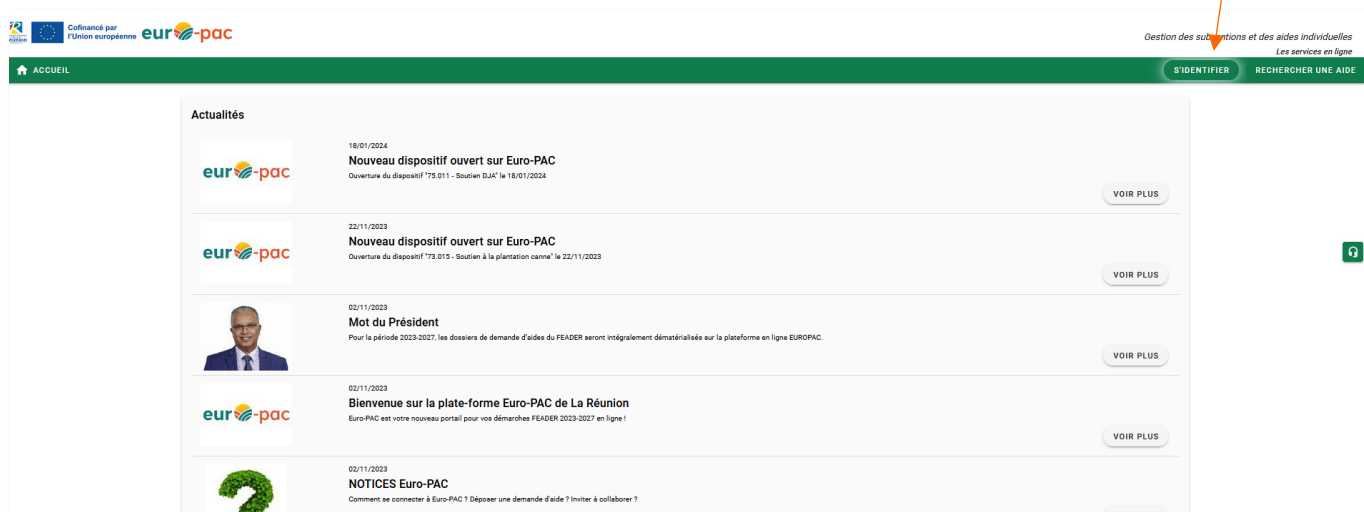 Cofinancé par
l'Union européenne
euro-pac
Gestion des subventions et des aides individuelles
Les services en ligne
ACCUEIL
S'IDENTIFIER
RECHERCHER UNE AIDE
Actualités
euro-pac
18/01/2024
Nouveau dispositif ouvert sur Euro-PAC
Ouverture du dispositif "75.011 - Soutien DJA" le 18/01/2024
VOIR PLUS
euro-pac
22/11/2023
Nouveau dispositif ouvert sur Euro-PAC
Ouverture du dispositif "73.015 - Soutien à la plantation canne" le 22/11/2023
VOIR PLUS
02/11/2023
Mot du Président
Pour la période 2023-2027, les dossiers de demande d'aides du FEADER seront intégralement dématérialisés sur la plateforme en ligne EUROPAC.
VOIR PLUS
euro-pac
02/11/2023
Bienvenue sur la plate-forme Euro-PAC de La Réunion
Euro-PAC est votre nouveau portail pour vos démarches FEADER 2023-2027 en ligne !
VOIR PLUS
02/11/2023
NOTICES Euro-PAC
Comment se connecter à Euro-PAC ? Déposer une demande d'aide ? Inviter à collaborer ?